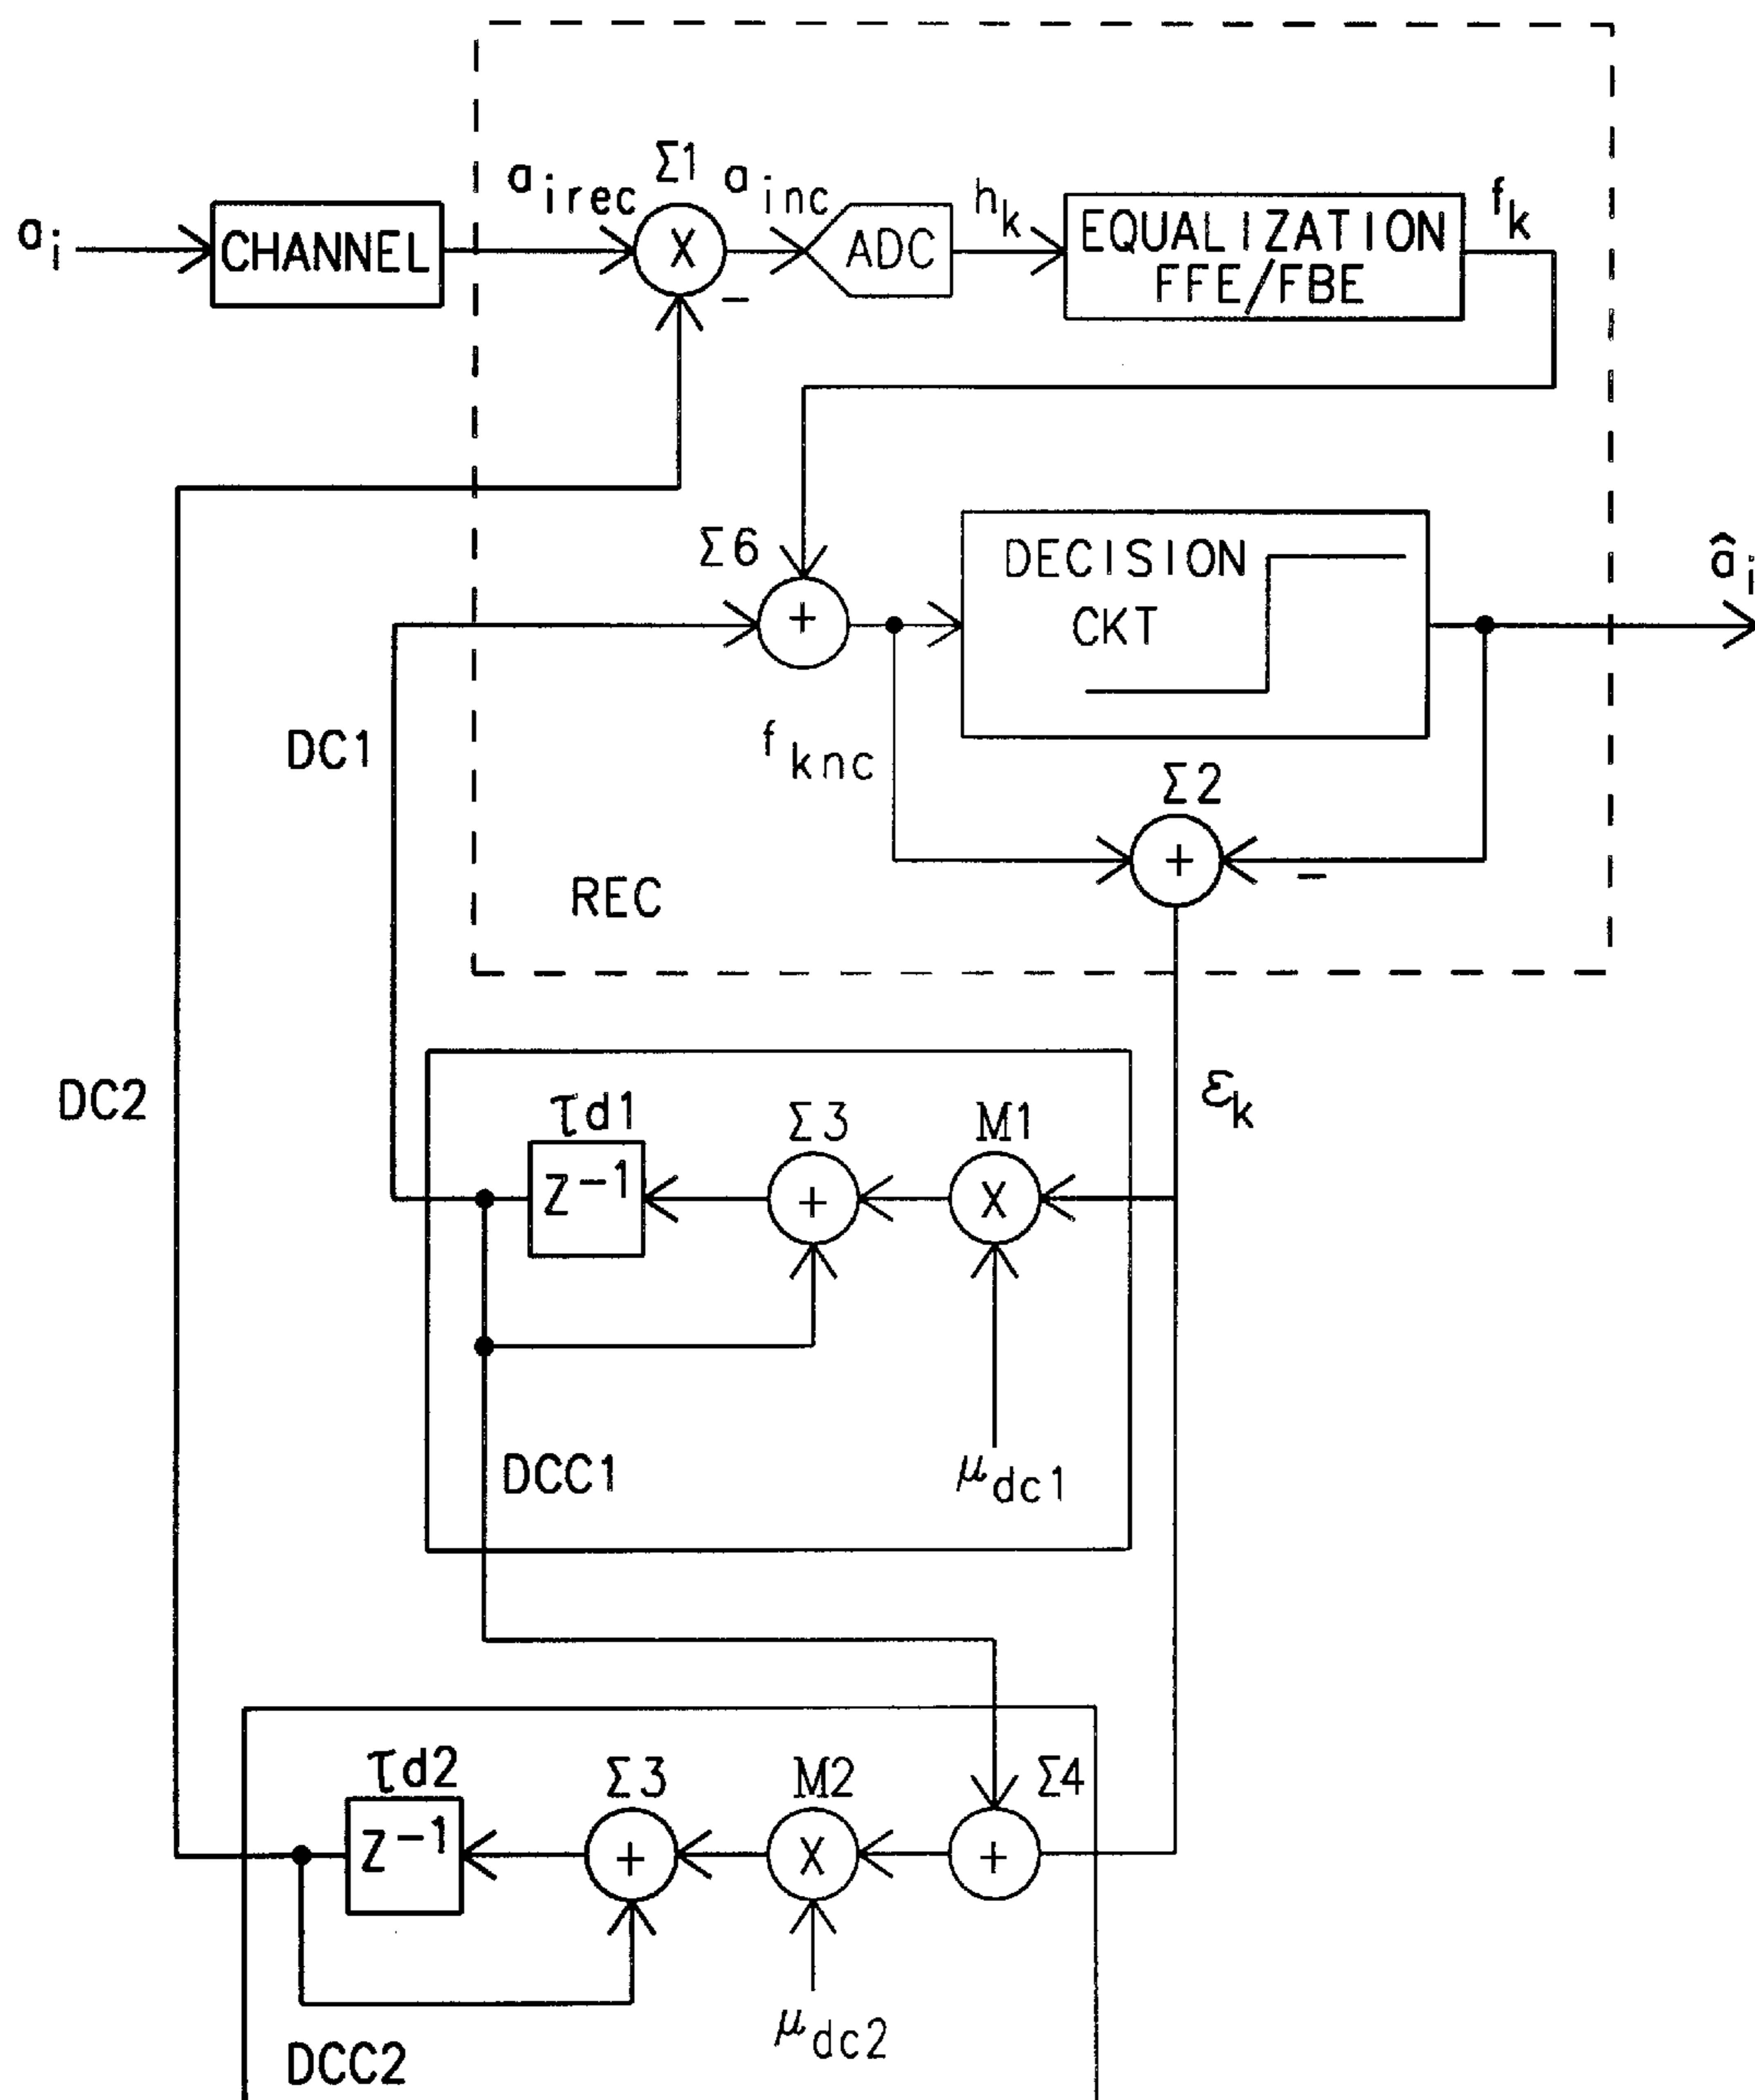 a_i
CHANNEL
a_irec
Σ1
X
−
a_inc
ADC
h_k
EQUALIZATION
FFE/FBE
f_k
Σ6
+
DECISION
CKT
â_i
DC1
f_knc
Σ2
+
−
REC
DC2
ε_k
τd1
Z⁻¹
Σ3
+
M1
X
DCC1
μ_dc1
τd2
Z⁻¹
Σ3
+
M2
X
Σ4
+
μ_dc2
DCC2